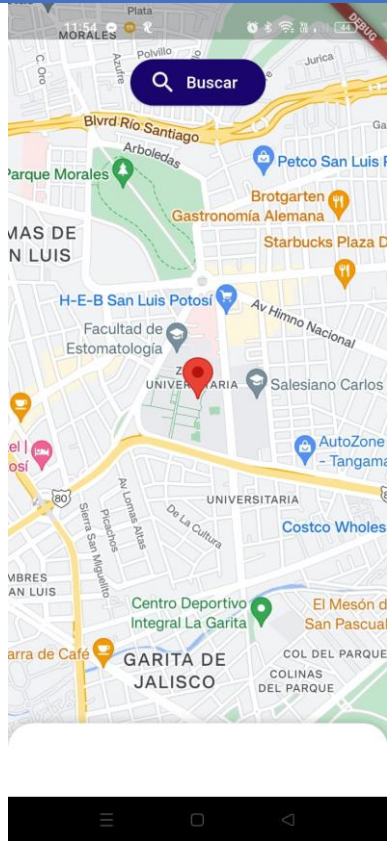 11:54
44
DEBUG
Plata
MORALES
C. Oro
Azufre
Polvillo
Jurica
Buscar
Blvrd Río Santiago
Ga
Arboledas
Parque Morales
Petco San Luis P
Brotgarten
Gastronomía Alemana
MAS DE
N LUIS
Starbucks Plaza D
H-E-B San Luis Potosí
Av Himno Nacional
Facultad de
Estomatología
Z
UNIVERSITARIA
Salesiano Carlos
el |
osí
AutoZone
- Tangama
80
Av Lomas Altas
Picachos
Sierra San Miguelito
De La Cultura
UNIVERSITARIA
Costco Wholes
MBRES
AN LUIS
Centro Deportivo
Integral La Garita
El Mesón d
San Pascual
arra de Café
GARITA DE
JALISCO
COL DEL PARQUE
COLINAS
DEL PARQUE